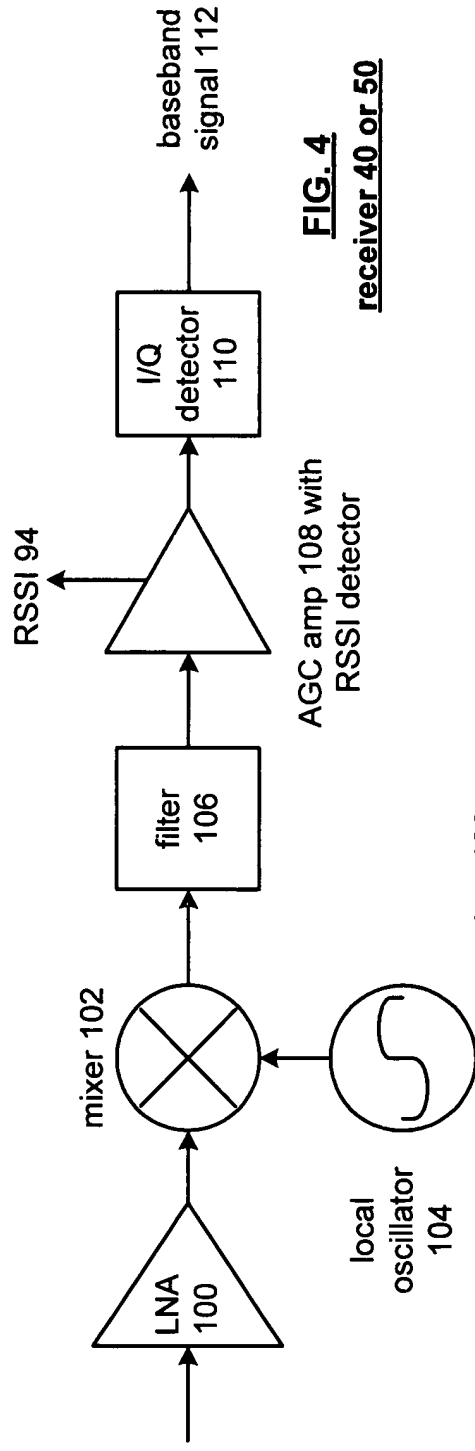 LNA
100
mixer 102
local
oscillator
104
filter
106
RSSI 94
AGC amp 108 with
RSSI detector
I/Q
detector
110
baseband
signal 112
FIG. 4
receiver 40 or 50